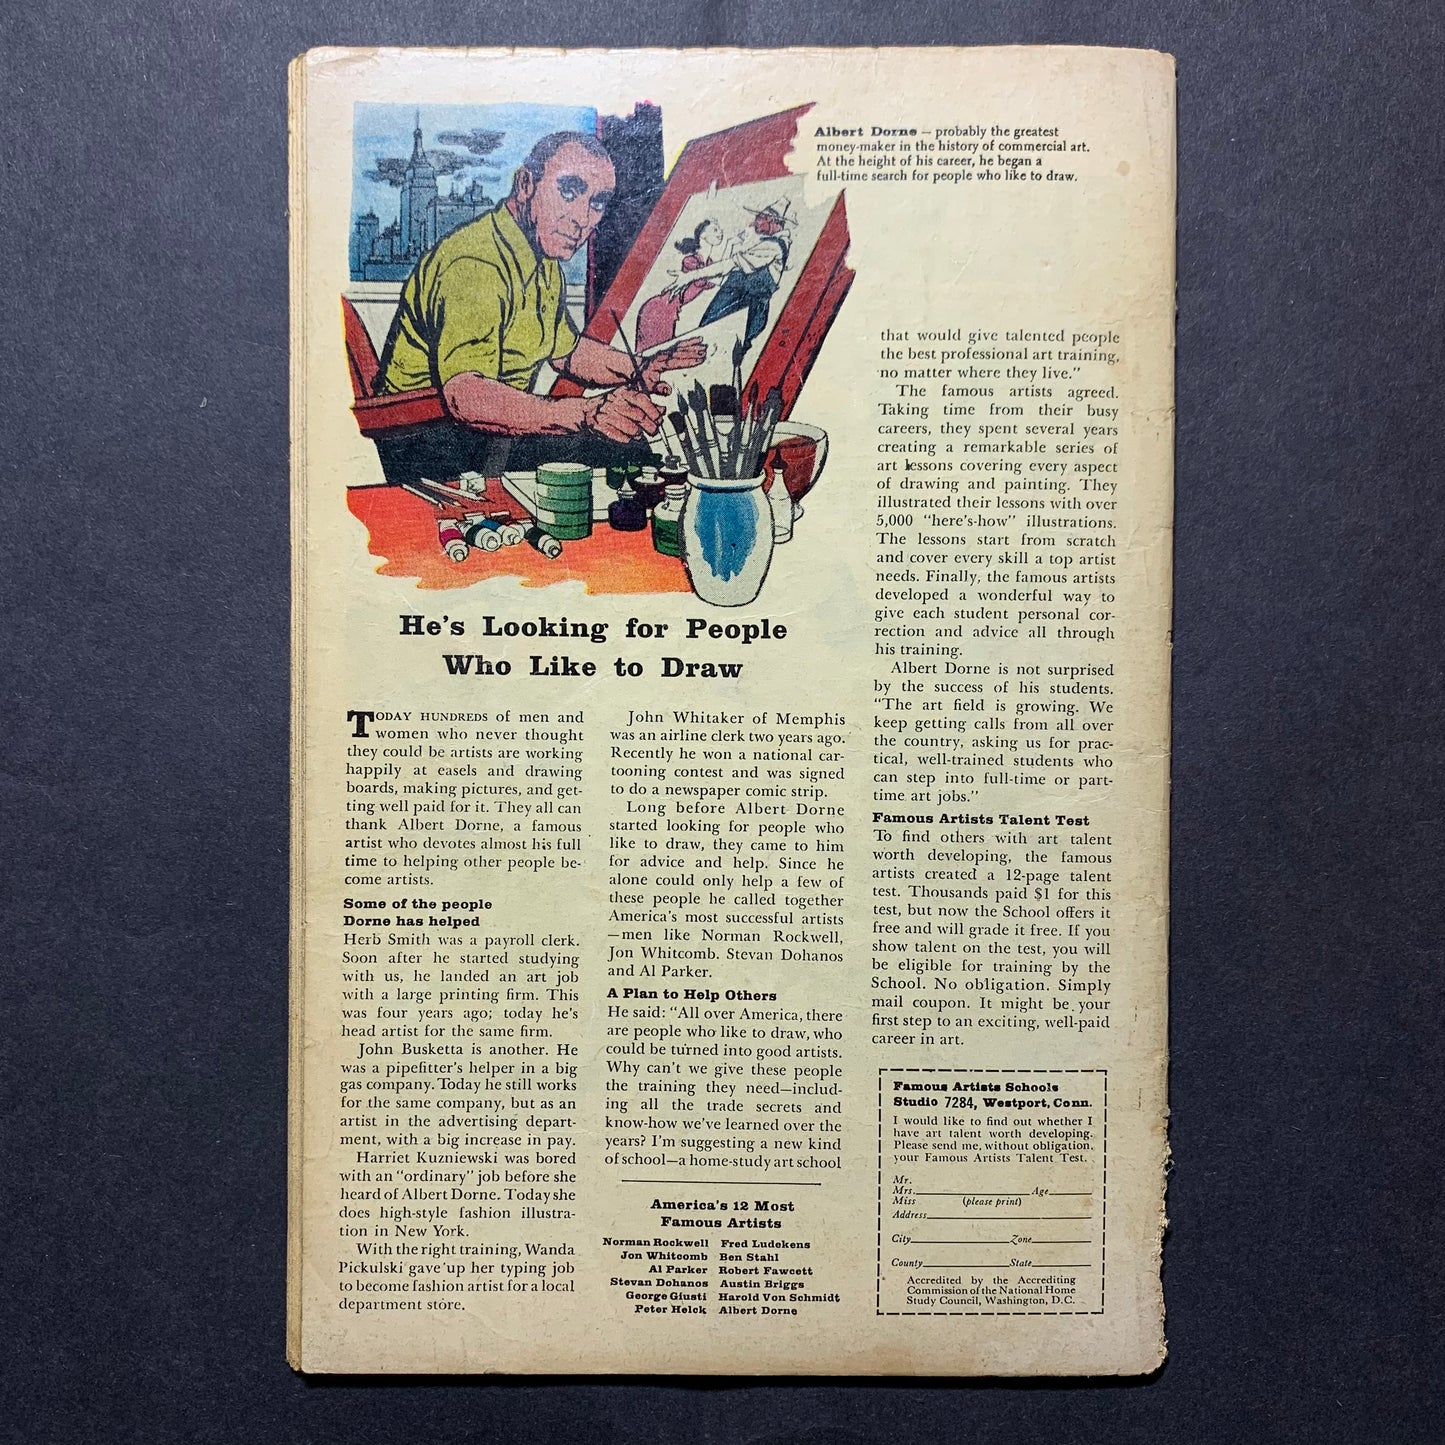 Albert Dorne — probably the greatest
money-maker in the history of commercial art.
At the height of his career, he began a
full-time search for people who like to draw.
He's Looking for People
Who Like to Draw
TODAY HUNDREDS of men and
women who never thought
they could be artists are working
happily at easels and drawing
boards, making pictures, and get-
ting well paid for it. They all can
thank Albert Dorne, a famous
artist who devotes almost his full
time to helping other people be-
come artists.
Some of the people
Dorne has helped
Herb Smith was a payroll clerk.
Soon after he started studying
with us, he landed an art job
with a large printing firm. This
was four years ago; today he's
head artist for the same firm.
John Busketta is another. He
was a pipefitter's helper in a big
gas company. Today he still works
for the same company, but as an
artist in the advertising depart-
ment, with a big increase in pay.
Harriet Kuzniewski was bored
with an "ordinary" job before she
heard of Albert Dorne. Today she
does high-style fashion illustra-
tion in New York.
With the right training, Wanda
Pickulski gave up her typing job
to become fashion artist for a local
department store.
John Whitaker of Memphis
was an airline clerk two years ago.
Recently he won a national car-
tooning contest and was signed
to do a newspaper comic strip.
Long before Albert Dorne
started looking for people who
like to draw, they came to him
for advice and help. Since he
alone could only help a few of
these people he called together
America's most successful artists
—men like Norman Rockwell,
Jon Whitcomb. Stevan Dohanos
and Al Parker.
A Plan to Help Others
He said: "All over America, there
are people who like to draw, who
could be turned into good artists.
Why can't we give these people
the training they need—includ-
ing all the trade secrets and
know-how we've learned over the
years? I'm suggesting a new kind
of school—a home-study art school
America's 12 Most
Famous Artists
Norman Rockwell Fred Ludekens
Jon Whitcomb Ben Stahl
Al Parker Robert Fawcett
Stevan Dohanos Austin Briggs
George Giusti Harold Von Schmidt
Peter Helck Albert Dorne
that would give talented people
the best professional art training,
no matter where they live."
The famous artists agreed.
Taking time from their busy
careers, they spent several years
creating a remarkable series of
art lessons covering every aspect
of drawing and painting. They
illustrated their lessons with over
5,000 "here's-how" illustrations.
The lessons start from scratch
and cover every skill a top artist
needs. Finally, the famous artists
developed a wonderful way to
give each student personal cor-
rection and advice all through
his training.
Albert Dorne is not surprised
by the success of his students.
"The art field is growing. We
keep getting calls from all over
the country, asking us for prac-
tical, well-trained students who
can step into full-time or part-
time art jobs."
Famous Artists Talent Test
To find others with art talent
worth developing, the famous
artists created a 12-page talent
test. Thousands paid $1 for this
test, but now the School offers it
free and will grade it free. If you
show talent on the test, you will
be eligible for training by the
School. No obligation. Simply
mail coupon. It might be your
first step to an exciting, well-paid
career in art.
Famous Artists Schools
Studio 7284, Westport, Conn.
I would like to find out whether I
have art talent worth developing.
Please send me, without obligation,
your Famous Artists Talent Test.
Mr.
Mrs. Age
Miss (please print)
Address
City Zone
County State
Accredited by the Accrediting
Commission of the National Home
Study Council, Washington, D.C.